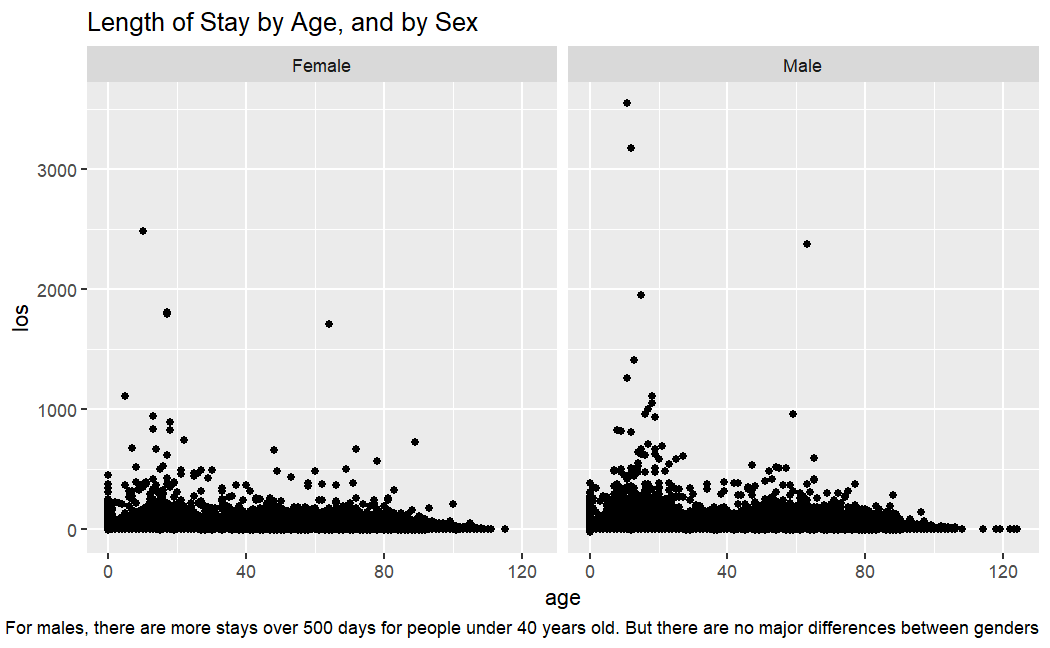 Length of Stay by Age, and by Sex
Female Male
3000
2000
1000
0
0 40 80 120 0 40 80 120
los
age
For males, there are more stays over 500 days for people under 40 years old. But there are no major differences between genders